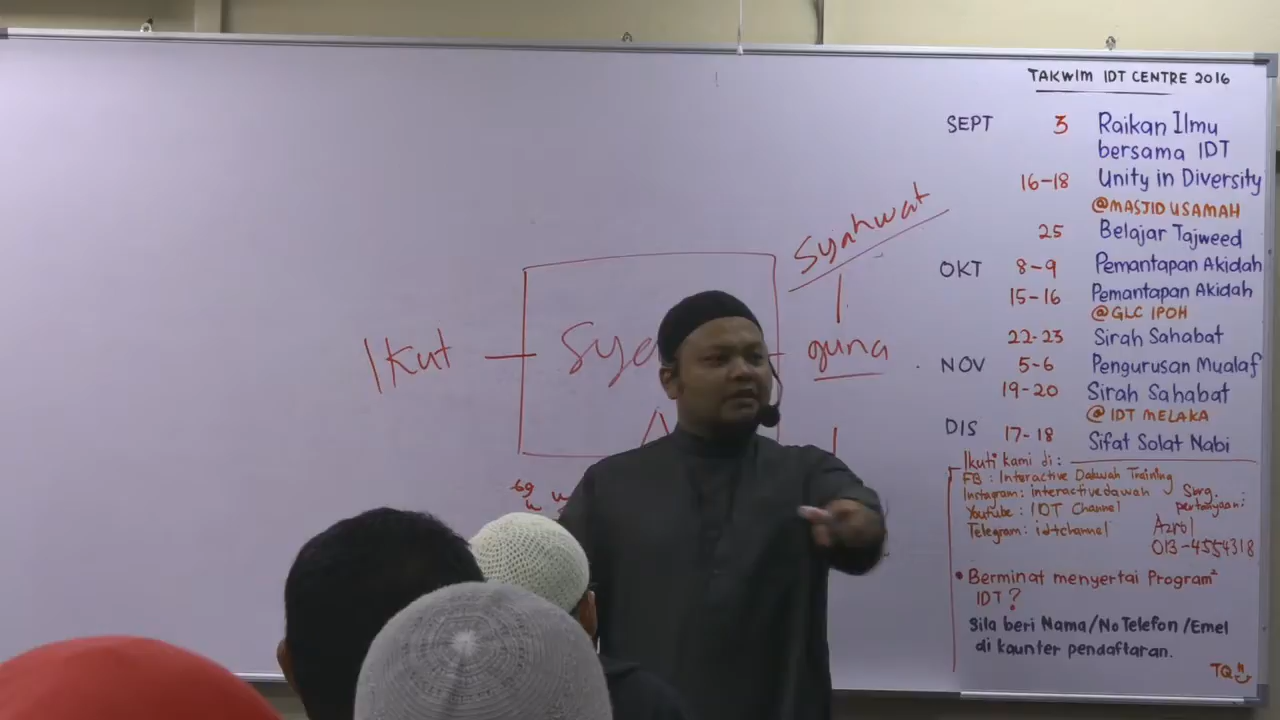 TAKWIM IDT CENTRE 2016
SEPT 3 Raikan Ilmu
bersama IDT
16-18 Unity in Diversity
@MASJID USAMAH
25 Belajar Tajweed
OKT 8-9 Pemantapan Akidah
15-16 Pemantapan Akidah
@GLC IPOH
22-23 Sirah Sahabat
NOV 5-6 Pengurusan Mualaf
19-20 Sirah Sahabat
@IDT MELAKA
DIS 17-18 Sifat Solat Nabi
Ikuti kami di:
FB: Interactive Dakwah Training
Instagram: interactivedawah
Youtube: IDT Channel
Telegram: idtchannel
Sbrg. pertanyaan:
Azrol
013-4554318
• Berminat menyertai Program²
IDT?
Sila beri Nama/No Telefon/Emel
di kaunter pendaftaran.
TQ
Syahwat
Ikut
guna